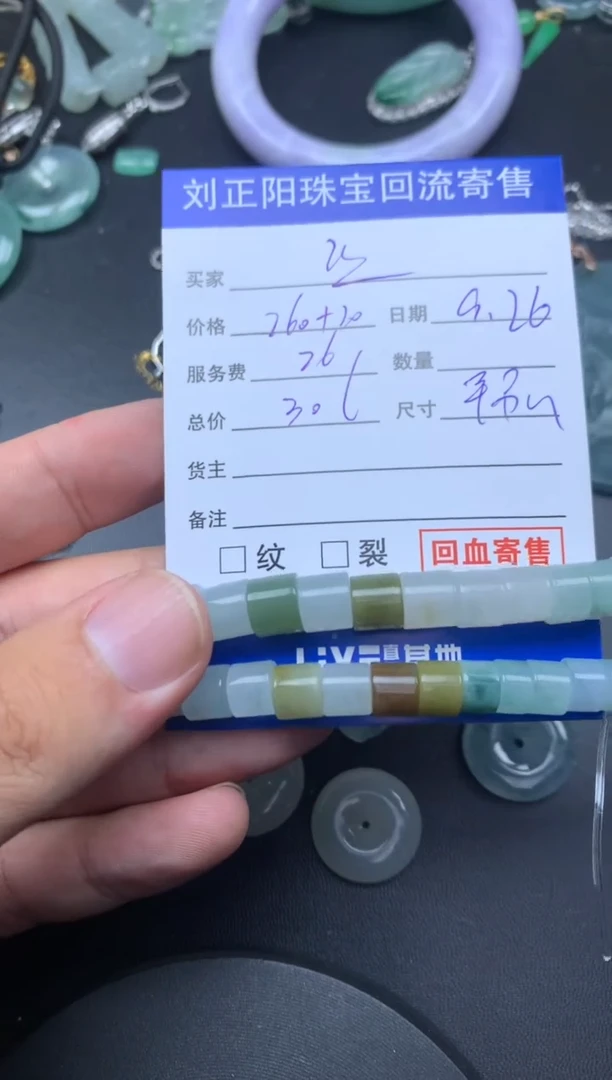 刘正阳珠宝回流寄售
买家
价格 260+20 日期 9.26
服务费 26 数量
总价 306 尺寸
货主
备注
纹 裂 回血寄售
基地